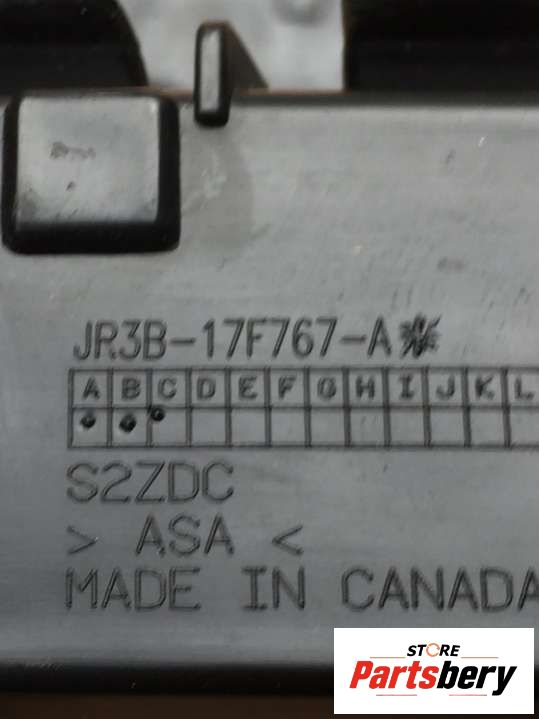 JR3B-17F767-A*
A B C D E F G H I J K L
S2ZDC
> ASA <
MADE IN CANADA
STORE
Partsbery